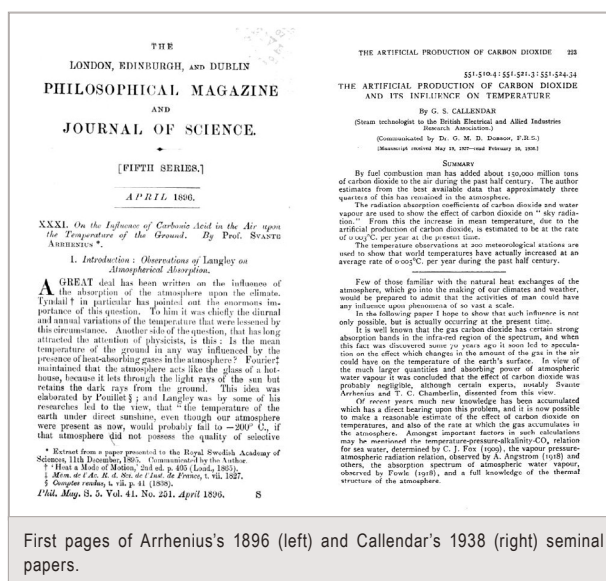 THE
LONDON, EDINBURGH, AND DUBLIN
PHILOSOPHICAL MAGAZINE
AND
JOURNAL OF SCIENCE.
[FIFTH SERIES.]
APRIL 1896.
XXXI. On the Influence of Carbonic Acid in the Air upon
the Temperature of the Ground. By Prof. SVANTE
ARRHENIUS *.
I. Introduction : Observations of Langley on
Atmospherical Absorption.
A GREAT deal has been written on the influence of
the absorption of the atmosphere upon the climate.
Tyndall † in particular has pointed out the enormous im-
portance of this question. To him it was chiefly the diurnal
and annual variations of the temperature that were lessened by
this circumstance. Another side of the question, that has long
attracted the attention of physicists, is this : Is the mean
temperature of the ground in any way influenced by the
presence of heat-absorbing gases in the atmosphere? Fourier‡
maintained that the atmosphere acts like the glass of a hot-
house, because it lets through the light rays of the sun but
retains the dark rays from the ground. This idea was
elaborated by Pouillet § ; and Langley was by some of his
researches led to the view, that "the temperature of the
earth under direct sunshine, even though our atmosphere
were present as now, would probably fall to −200° C., if
that atmosphere did not possess the quality of selective
* Extract from a paper presented to the Royal Swedish Academy of
Sciences, 11th December, 1895. Communicated by the Author.
† 'Heat a Mode of Motion,' 2nd ed. p. 405 (Lond., 1865).
‡ Mém. de l'Ac. R. d. Sci. de l'Inst. de France, t. vii. 1827.
§ Comptes rendus, t. vii. p. 41 (1838).
Phil. Mag. S. 5. Vol. 41. No. 251. April 1896. S
THE ARTIFICIAL PRODUCTION OF CARBON DIOXIDE 223
551.510.4 : 551.521.3 : 551.524.34
THE ARTIFICIAL PRODUCTION OF CARBON DIOXIDE
AND ITS INFLUENCE ON TEMPERATURE
By G. S. CALLENDAR
(Steam technologist to the British Electrical and Allied Industries
Research Association.)
(Communicated by Dr. G. M. B. DOBSON, F.R.S.)
[Manuscript received May 19, 1937—read February 16, 1938.]
SUMMARY
By fuel combustion man has added about 150,000 million tons
of carbon dioxide to the air during the past half century. The author
estimates from the best available data that approximately three
quarters of this has remained in the atmosphere.
The radiation absorption coefficients of carbon dioxide and water
vapour are used to show the effect of carbon dioxide on " sky radia-
tion." From this the increase in mean temperature, due to the
artificial production of carbon dioxide, is estimated to be at the rate
of 0.003°C. per year at the present time.
The temperature observations at 200 meteorological stations are
used to show that world temperatures have actually increased at an
average rate of 0.005°C. per year during the past half century.
Few of those familiar with the natural heat exchanges of the
atmosphere, which go into the making of our climates and weather,
would be prepared to admit that the activities of man could have
any influence upon phenomena of so vast a scale.
In the following paper I hope to show that such influence is not
only possible, but is actually occurring at the present time.
It is well known that the gas carbon dioxide has certain strong
absorption bands in the infra-red region of the spectrum, and when
this fact was discovered some 70 years ago it soon led to specula-
tion on the effect which changes in the amount of the gas in the air
could have on the temperature of the earth's surface. In view of
the much larger quantities and absorbing power of atmospheric
water vapour it was concluded that the effect of carbon dioxide was
probably negligible, although certain experts, notably Svante
Arrhenius and T. C. Chamberlin, dissented from this view.
Of recent years much new knowledge has been accumulated
which has a direct bearing upon this problem, and it is now possible
to make a reasonable estimate of the effect of carbon dioxide on
temperatures, and also of the rate at which the gas accumulates in
the atmosphere. Amongst important factors in such calculations
may be mentioned the temperature-pressure-alkalinity-CO₂ relation
for sea water, determined by C. J. Fox (1909), the vapour pressure-
atmospheric radiation relation, observed by A. Angstrom (1918) and
others, the absorption spectrum of atmospheric water vapour,
observed by Fowle (1918), and a full knowledge of the thermal
structure of the atmosphere.
First pages of Arrhenius's 1896 (left) and Callendar's 1938 (right) seminal
papers.